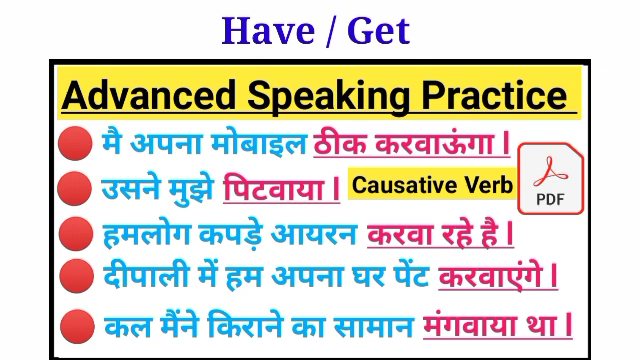 Have / Get
Advanced Speaking Practice
मै अपना मोबाइल ठीक करवाऊंगा l
उसने मुझे पिटवाया l Causative Verb
PDF
हमलोग कपड़े आयरन करवा रहे है l
दीपाली में हम अपना घर पेंट करवाएंगे l
कल मैंने किराने का सामान मंगवाया था l